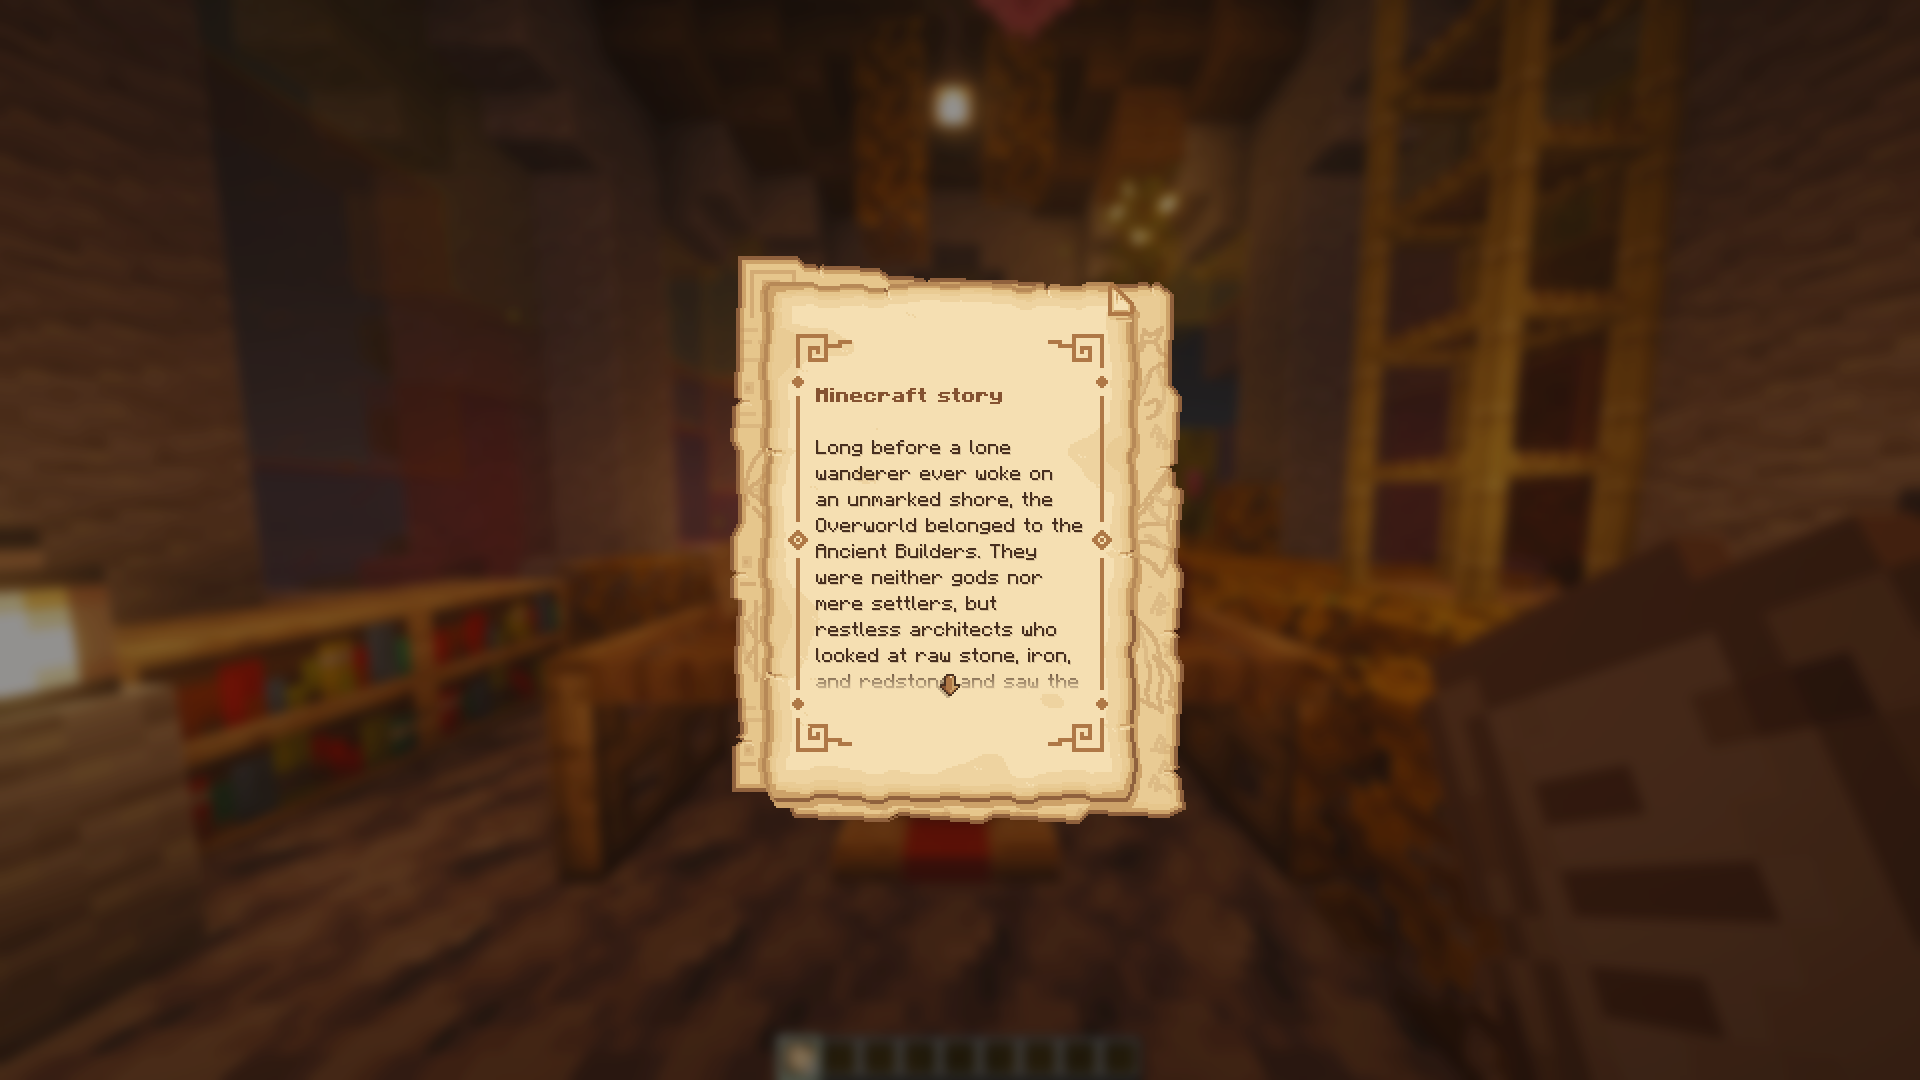 Minecraft story
Long before a lone
wanderer ever woke on
an unmarked shore, the
Overworld belonged to the
Ancient Builders. They
were neither gods nor
mere settlers, but
restless architects who
looked at raw stone, iron,
and redstone and saw the